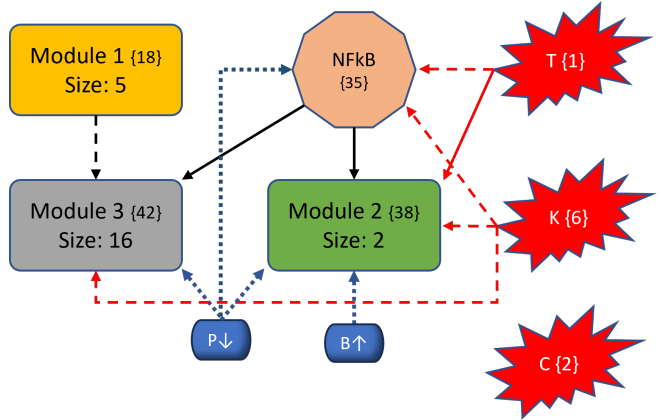 Module 1 {18}
Size: 5
NFkB
{35}
T {1}
Module 3 {42}
Size: 16
Module 2 {38}
Size: 2
K {6}
P↓
B↑
C {2}